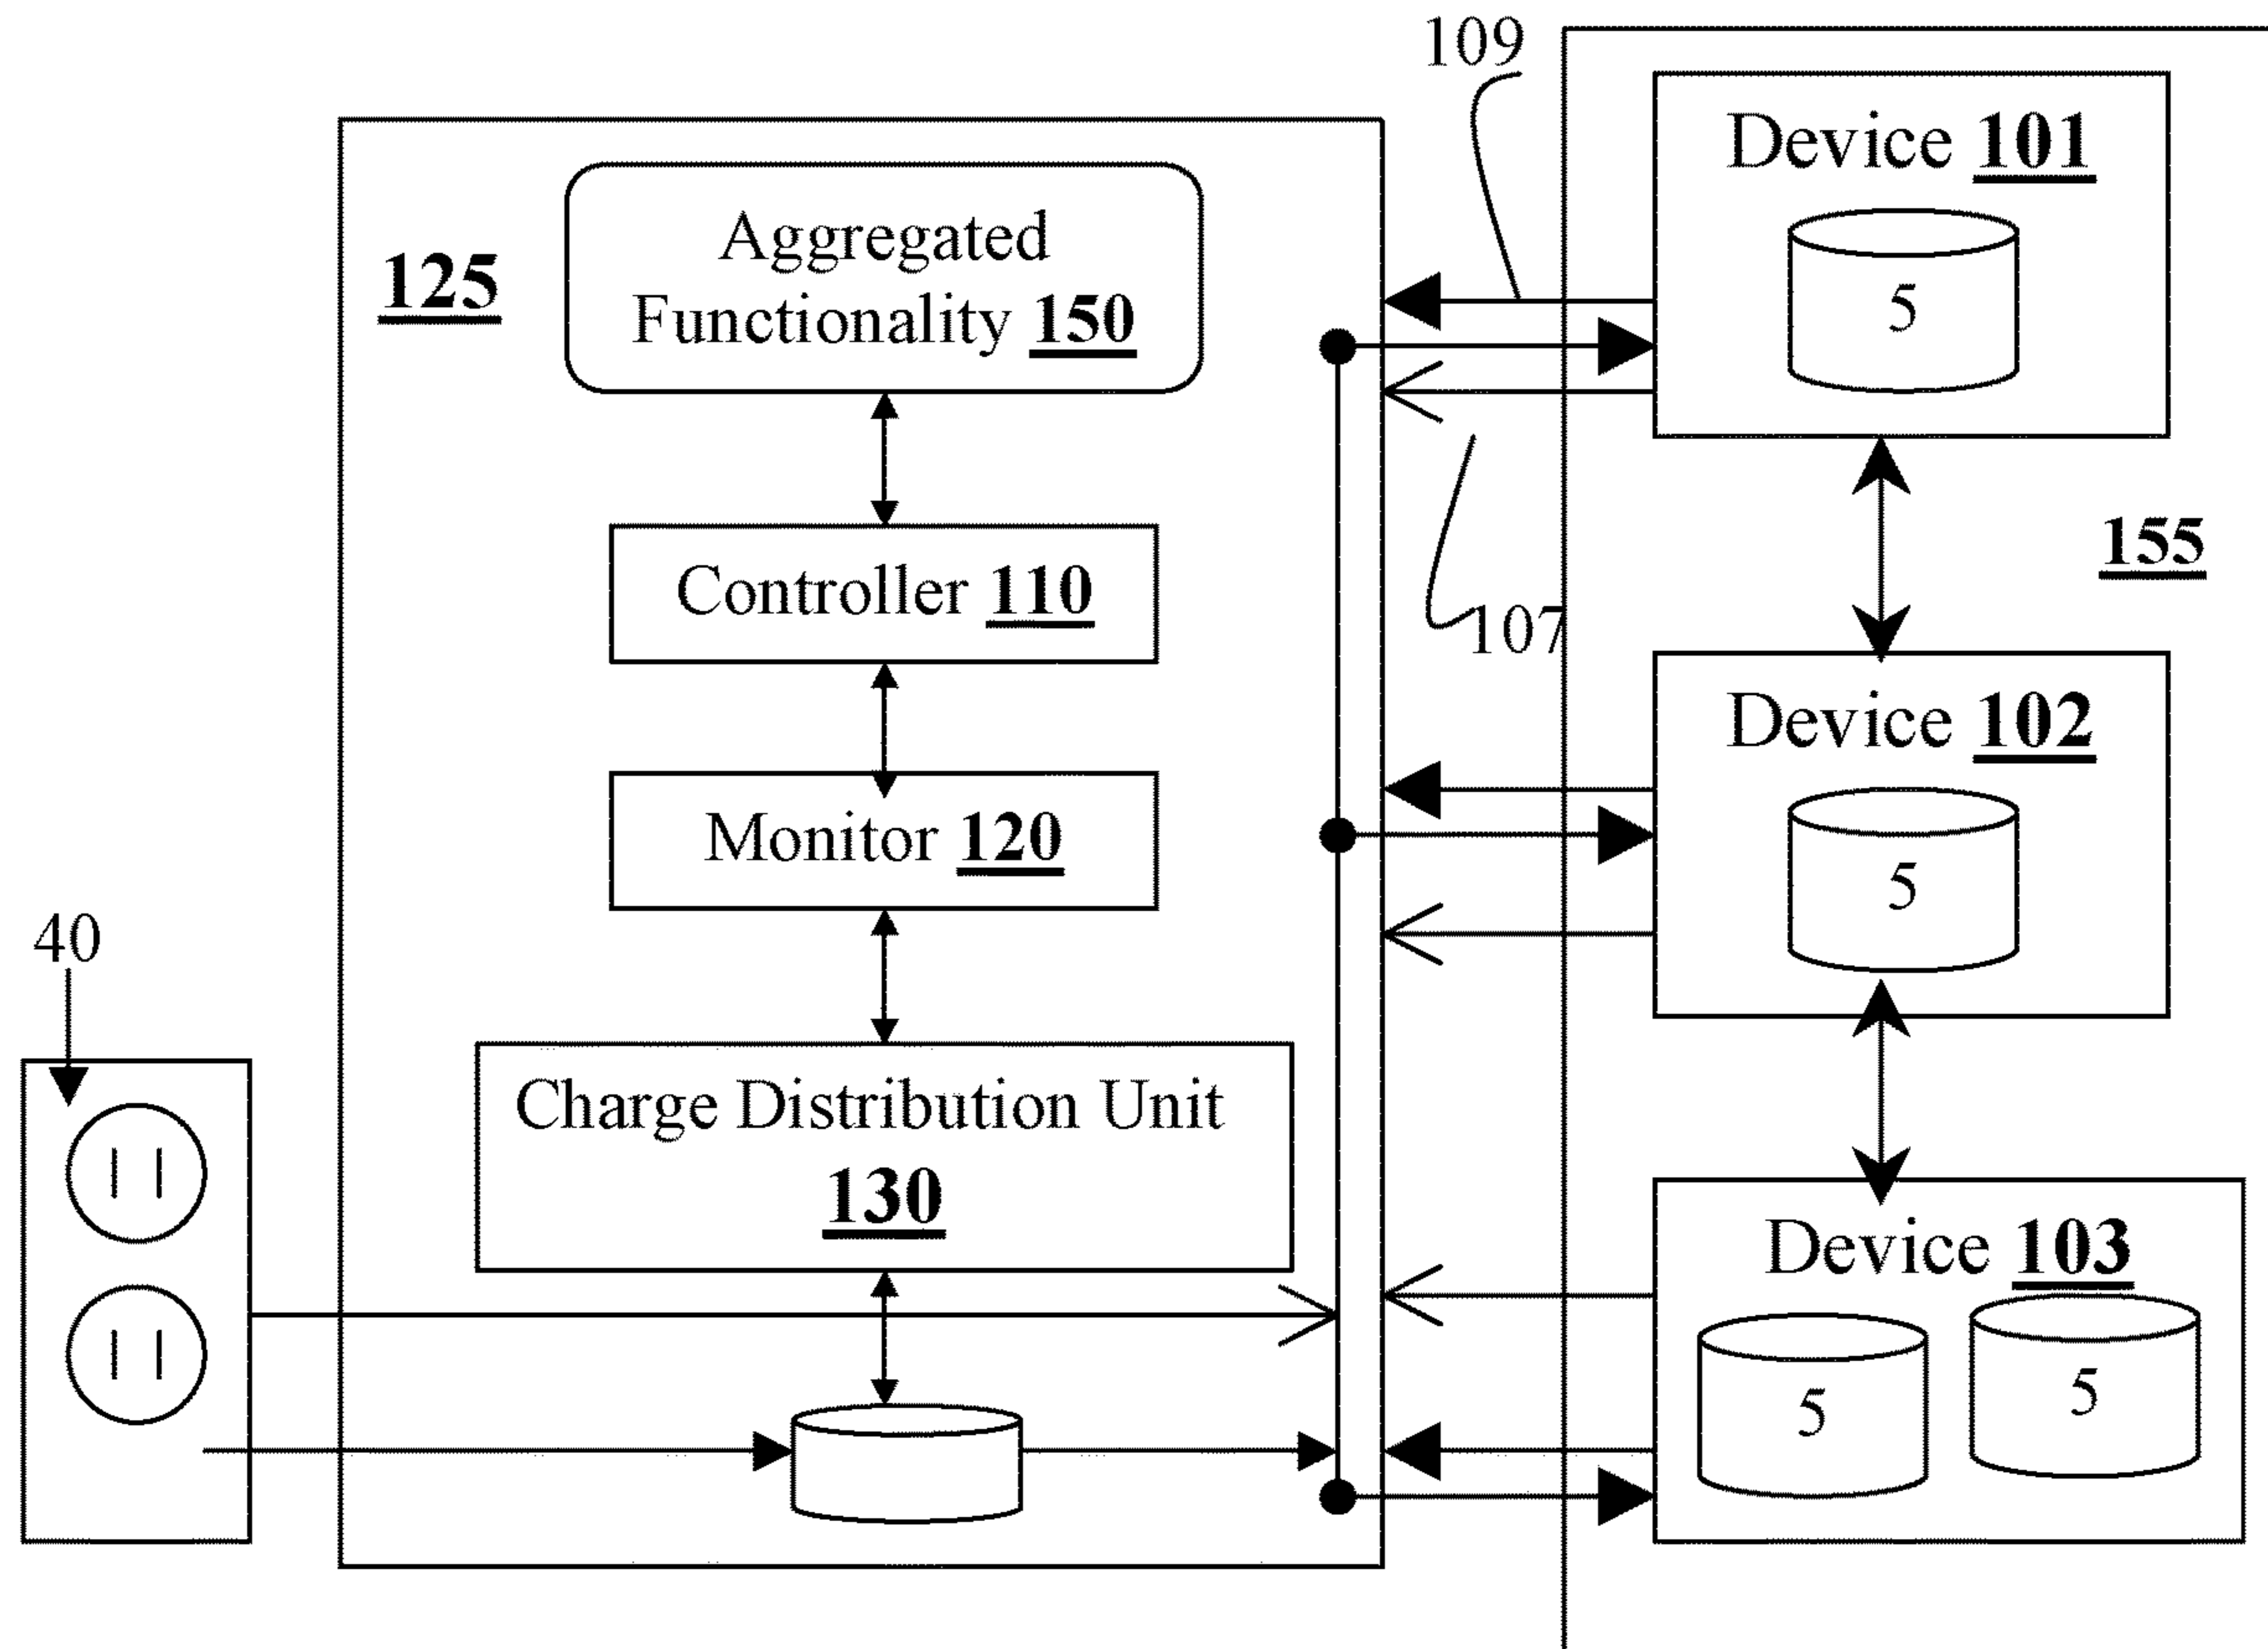 109
Device 101
5
125
Aggregated
Functionality 150
Controller 110
107
155
Device 102
5
Monitor 120
40
Charge Distribution Unit
130
Device 103
5
5